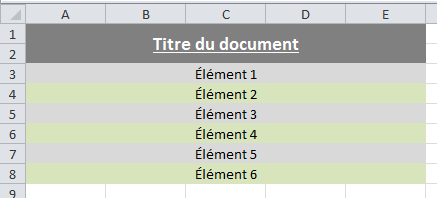 A B C D E
1
Titre du document
2
3 Élément 1
4 Élément 2
5 Élément 3
6 Élément 4
7 Élément 5
8 Élément 6
9